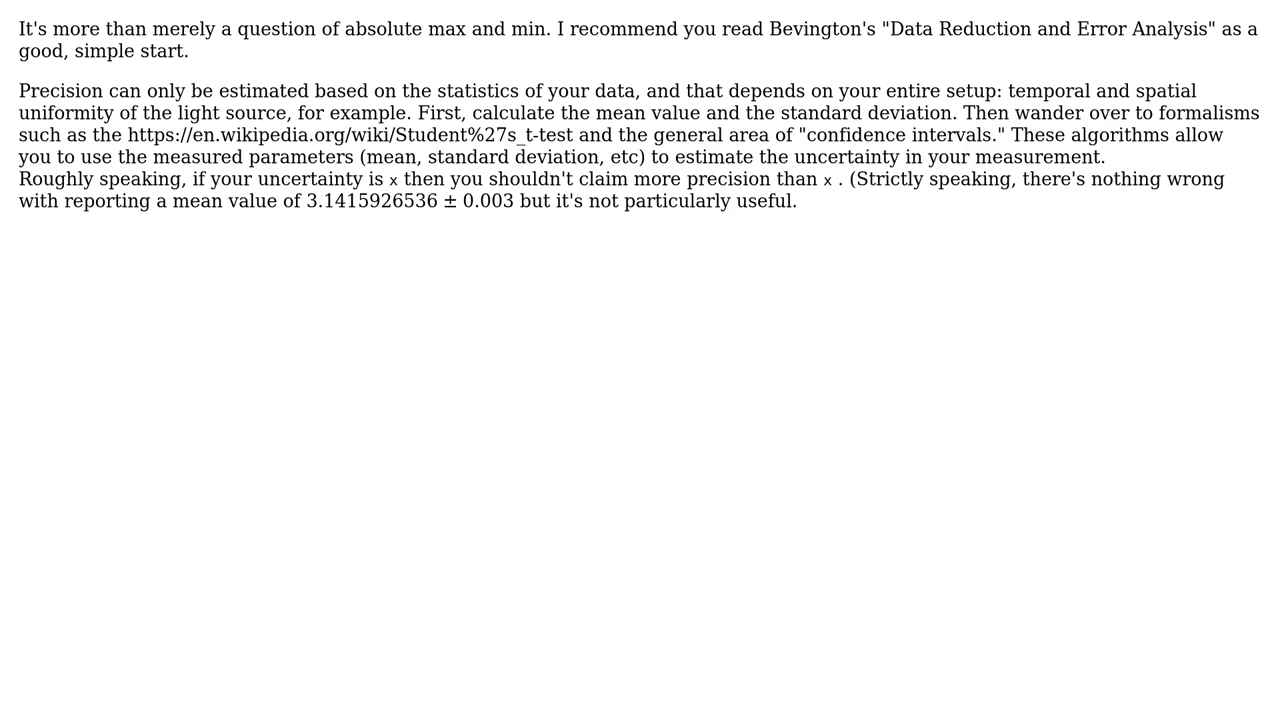 It's more than merely a question of absolute max and min. I recommend you read Bevington's "Data Reduction and Error Analysis" as a
good, simple start.
Precision can only be estimated based on the statistics of your data, and that depends on your entire setup: temporal and spatial
uniformity of the light source, for example. First, calculate the mean value and the standard deviation. Then wander over to formalisms
such as the https://en.wikipedia.org/wiki/Student%27s_t-test and the general area of "confidence intervals." These algorithms allow
you to use the measured parameters (mean, standard deviation, etc) to estimate the uncertainty in your measurement.
Roughly speaking, if your uncertainty is x then you shouldn't claim more precision than x . (Strictly speaking, there's nothing wrong
with reporting a mean value of 3.1415926536 ± 0.003 but it's not particularly useful.